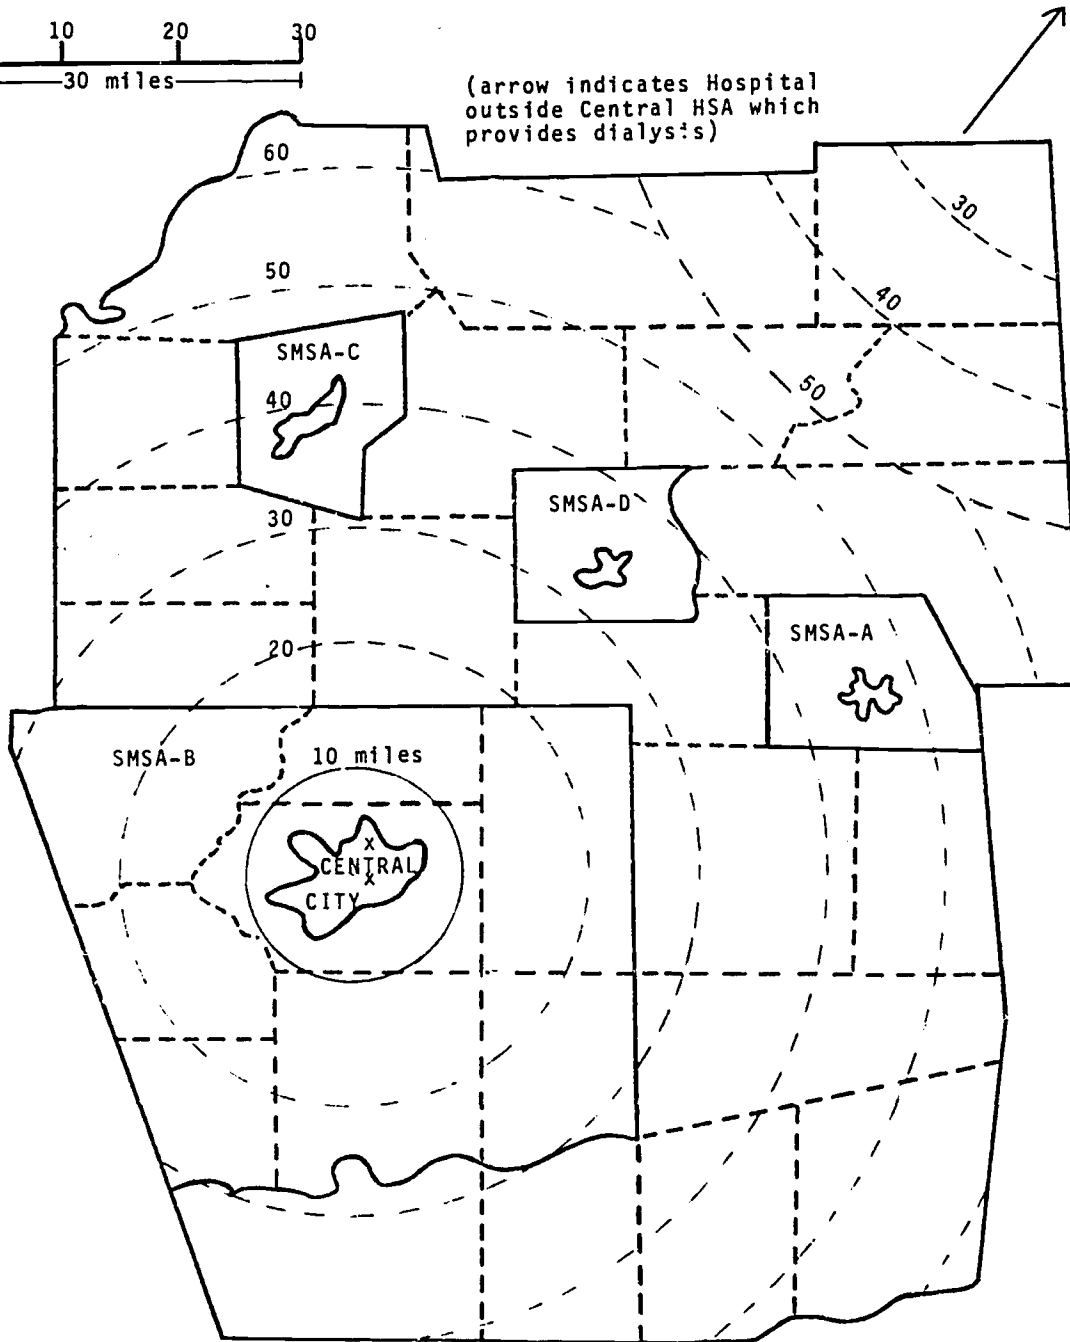 10 20 30
30 miles
(arrow indicates Hospital
outside Central HSA which
provides dialysis)
60
30
50
40
SMSA-C
50
40
SMSA-D
30
SMSA-A
20
SMSA-B
10 miles
x
CENTRAL
x
CITY